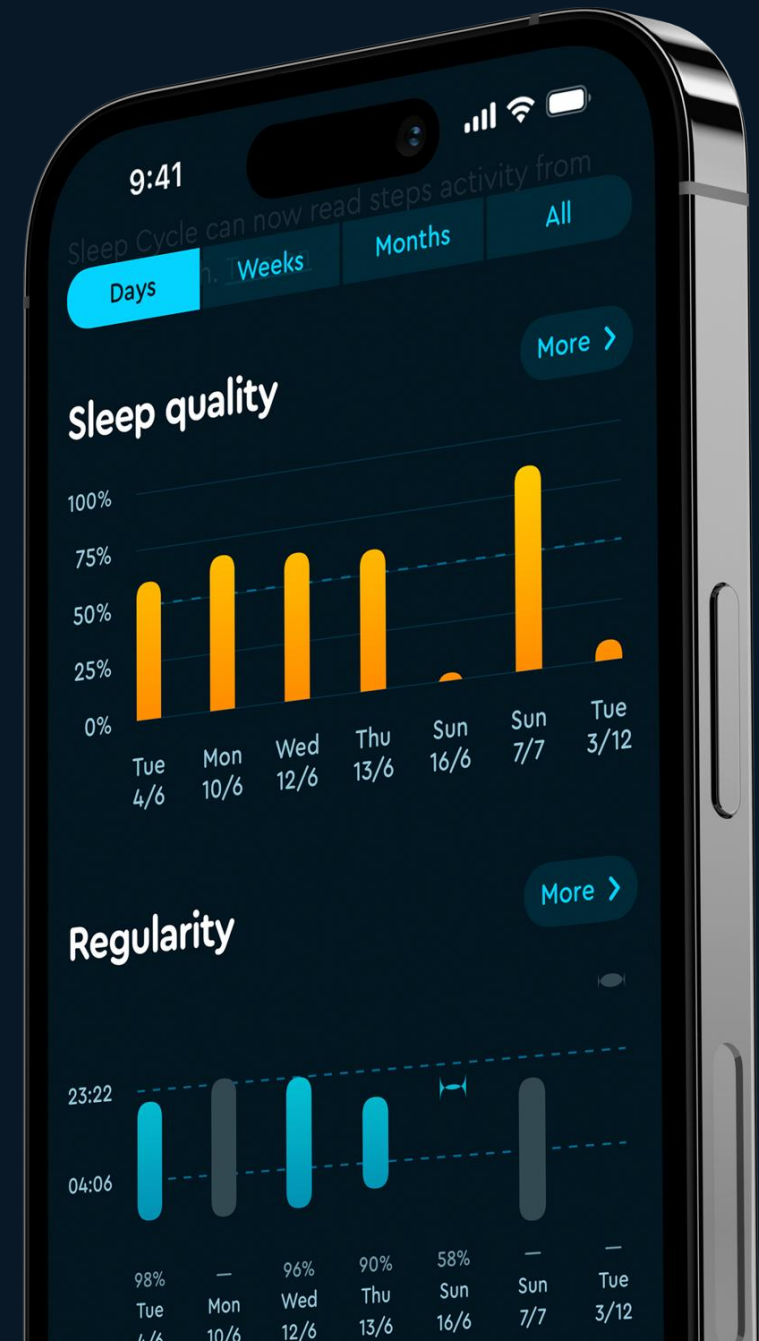 9:41
Sleep Cycle can now read steps activity from
Days Weeks Months All
More
Sleep quality
100%
75%
50%
25%
0%
Tue Mon Wed Thu Sun Sun Tue
4/6 10/6 12/6 13/6 16/6 7/7 3/12
More
Regularity
23:22
04:06
98% — 96% 90% 58% — —
Tue Mon Wed Thu Sun Sun Tue
4/6 10/6 12/6 13/6 16/6 7/7 3/12